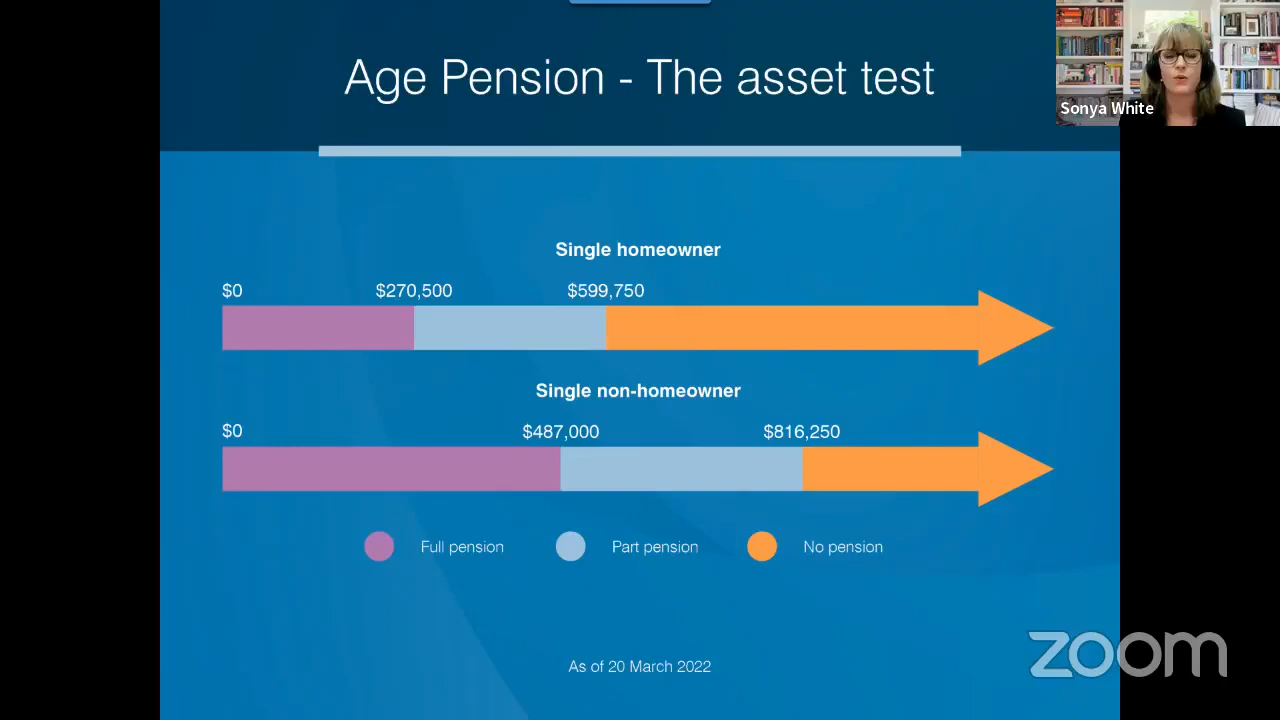 Age Pension - The asset test
Sonya White
Single homeowner
$0 $270,500 $599,750
Single non-homeowner
$0 $487,000 $816,250
Full pension Part pension No pension
As of 20 March 2022
zoom